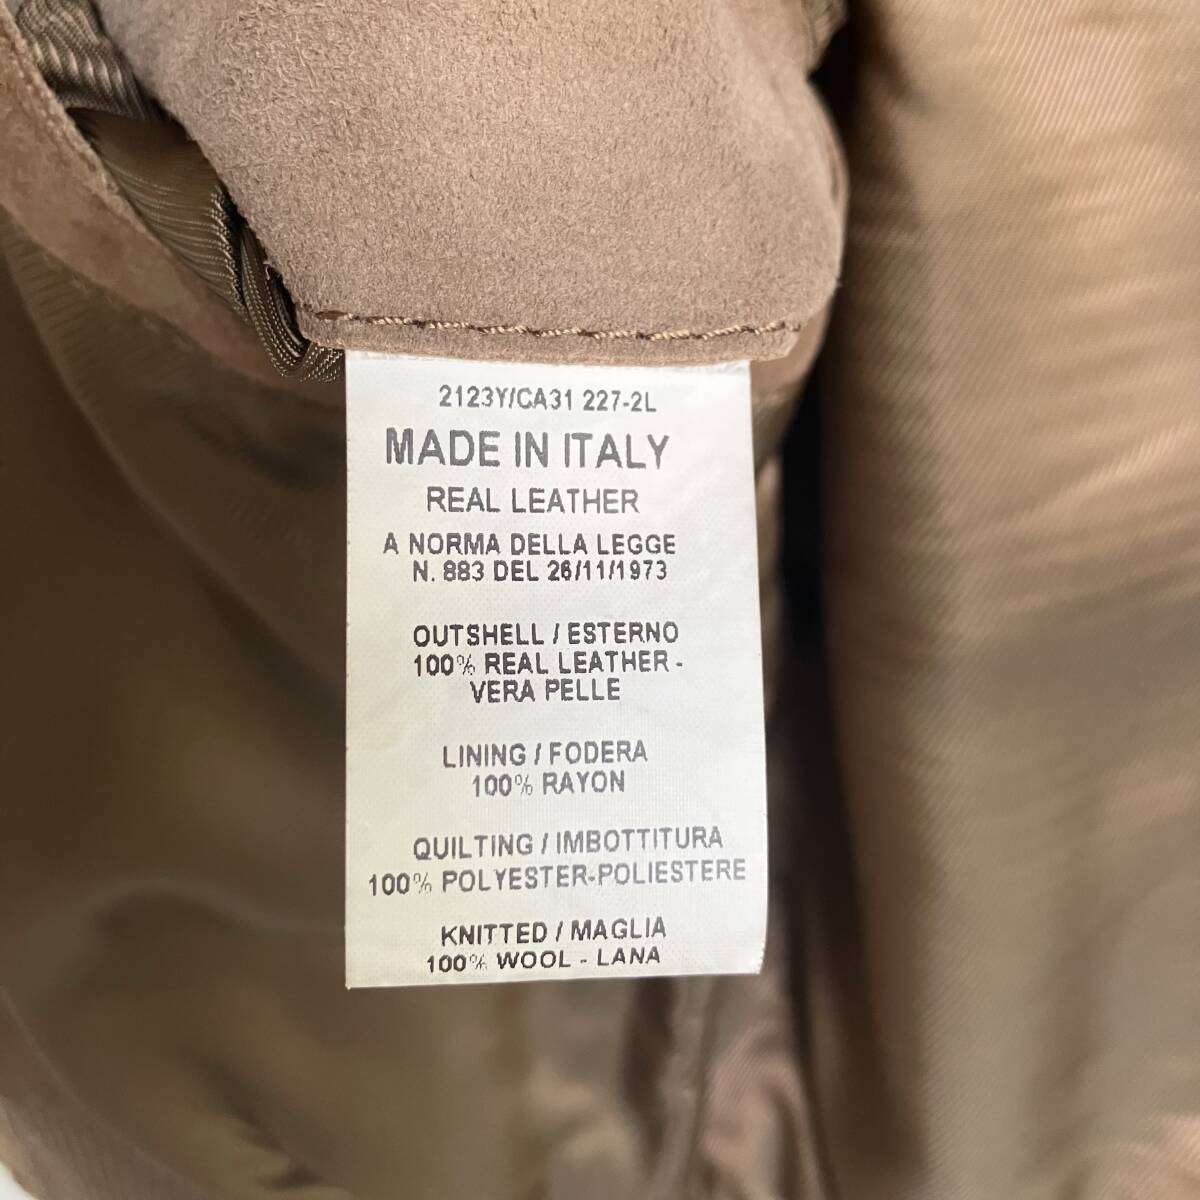 2123Y/CA31 227-2L
MADE IN ITALY
REAL LEATHER
A NORMA DELLA LEGGE
N. 883 DEL 26/11/1973
OUTSHELL / ESTERNO
100% REAL LEATHER -
VERA PELLE
LINING / FODERA
100% RAYON
QUILTING / IMBOTTITURA
100% POLYESTER-POLIESTERE
KNITTED / MAGLIA
100% WOOL - LANA